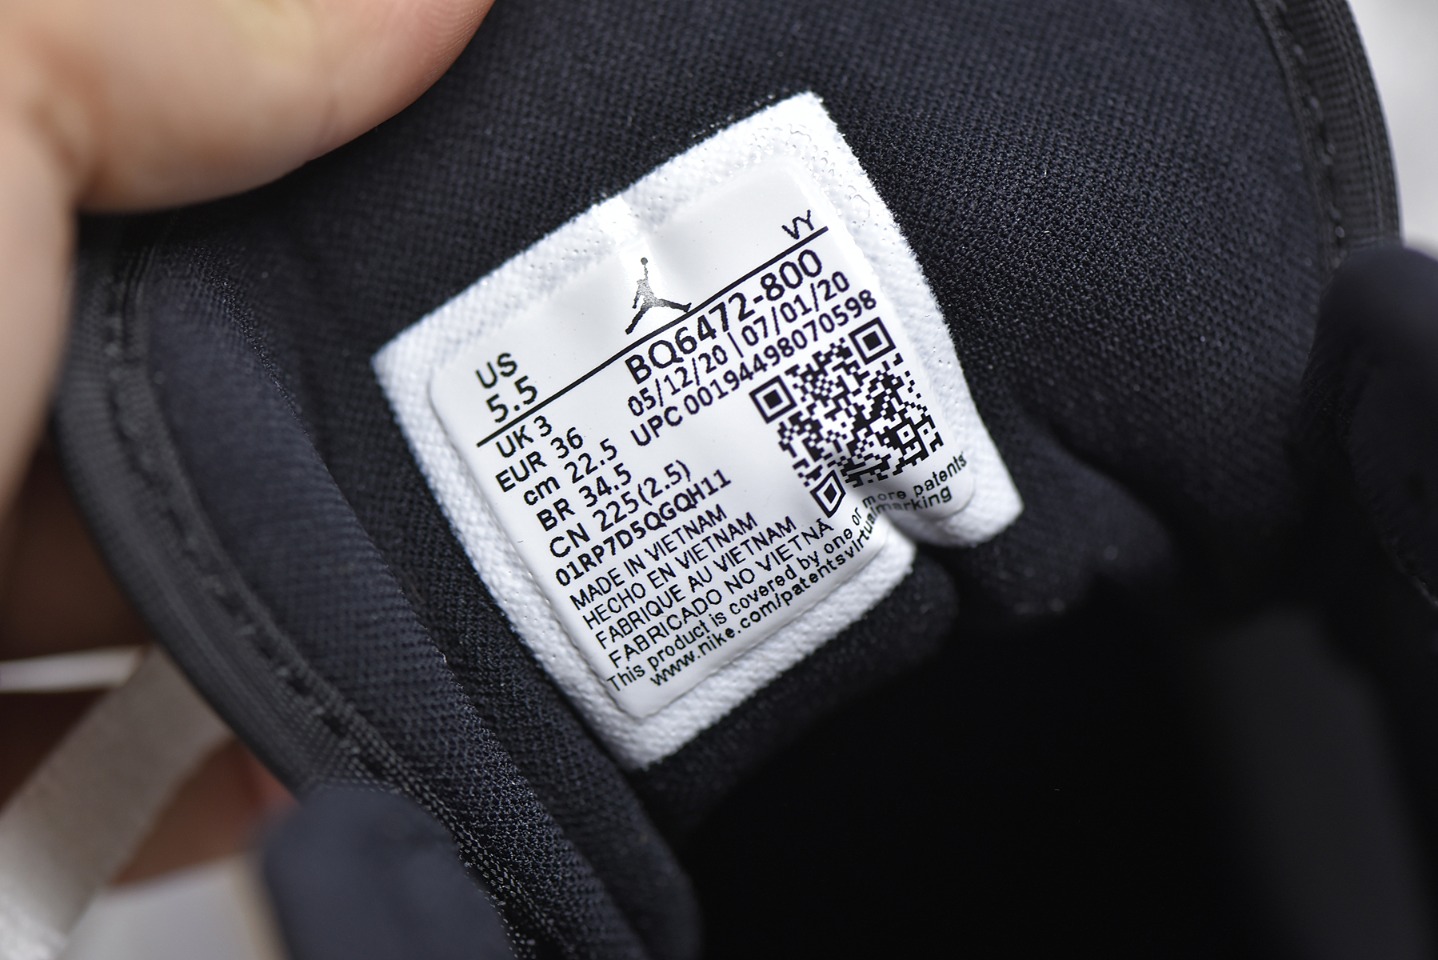 VY
US
5.5
BQ6472-800
05/12/20 | 07/01/20
UPC 00194498070598
UK 3
EUR 36
cm 22.5
BR 34.5
CN 225(2.5)
01RP7D5QGQH11
MADE IN VIETNAM
HECHO EN VIETNAM
FABRIQUE AU VIETNAM
FABRICADO NO VIETNÃ
This product is covered by one or more patents
www.nike.com/patentsvirtualmarking